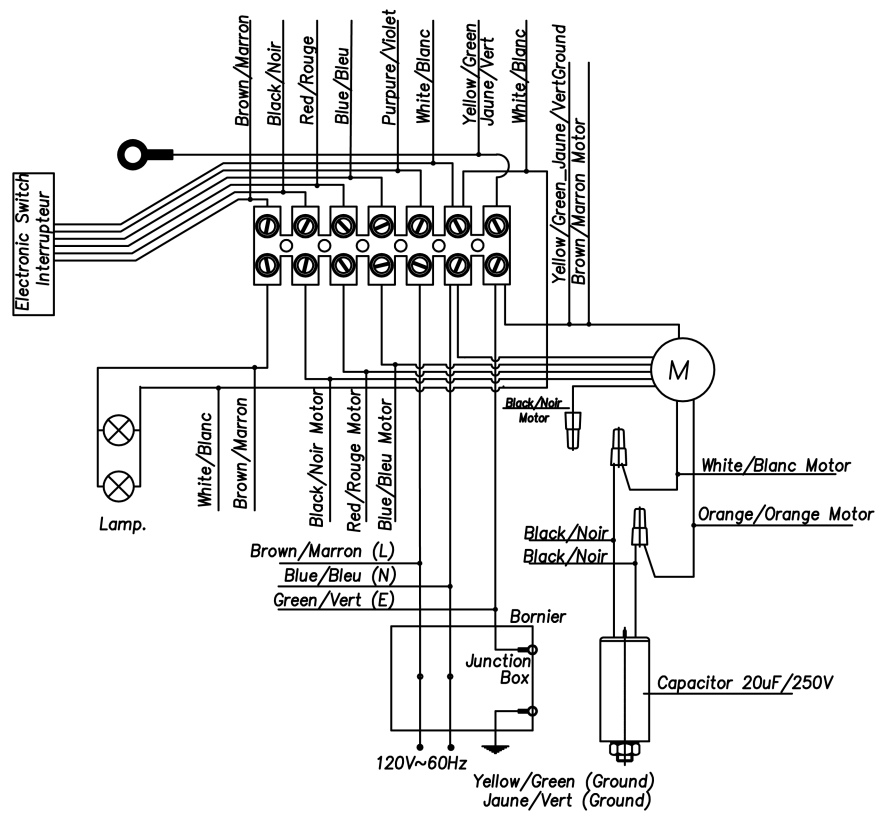 Brown/Marron
Black/Noir
Red/Rouge
Blue/Bleu
Purpure/Violet
White/Blanc
Yellow/Green
Jaune/Vert
White/Blanc
Yellow/Green_Jaune/VertGround
Brown/Marron Motor
Electronic Switch
Interrupteur
M
Black/Noir
Motor
White/Blanc
Brown/Marron
Black/Noir Motor
Red/Rouge Motor
Blue/Bleu Motor
Lamp.
White/Blanc Motor
Orange/Orange Motor
Black/Noir
Black/Noir
Brown/Marron (L)
Blue/Bleu (N)
Green/Vert (E)
Bornier
Junction
Box
Capacitor 20uF/250V
120V~60Hz
Yellow/Green (Ground)
Jaune/Vert (Ground)